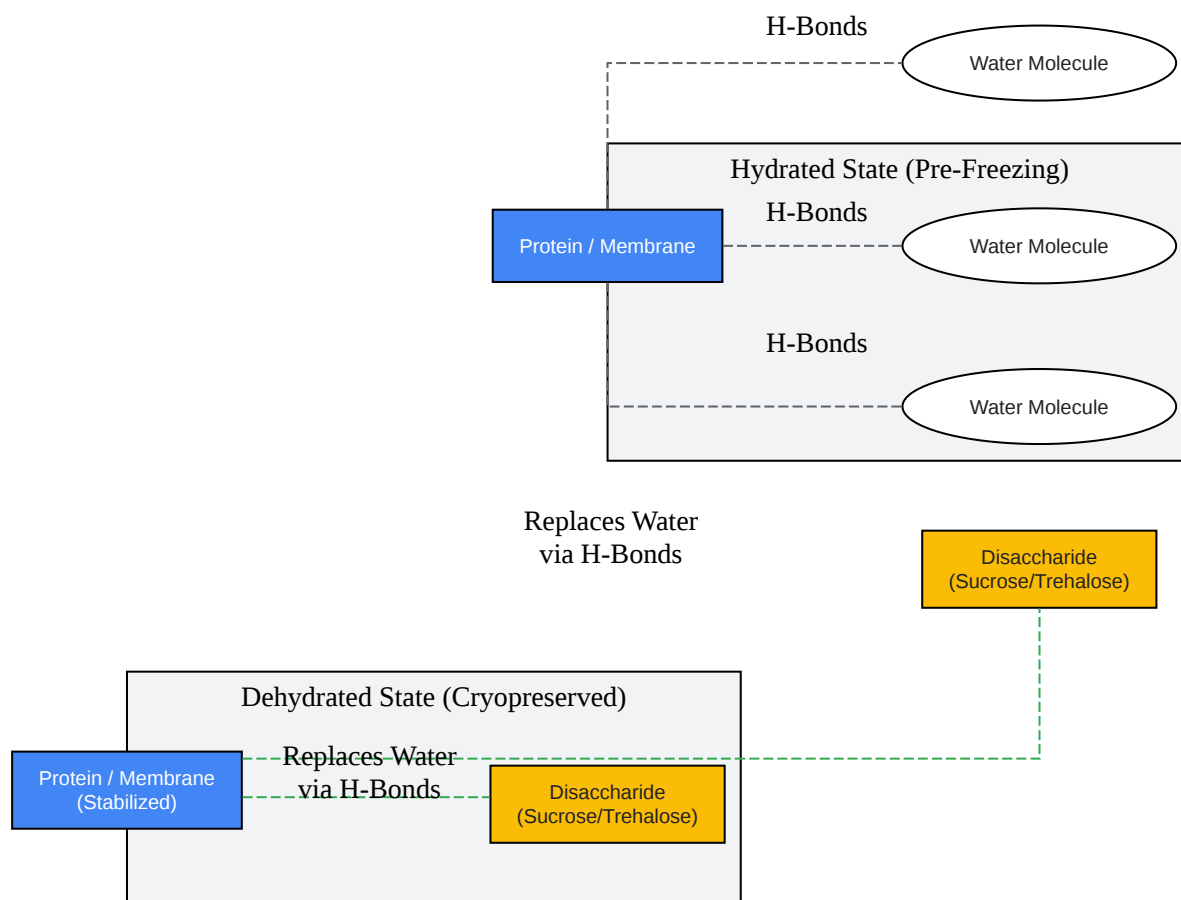 H-Bonds
Water Molecule
Hydrated State (Pre-Freezing)
H-Bonds
Protein / Membrane
Water Molecule
H-Bonds
Water Molecule
Replaces Water
via H-Bonds
Disaccharide
(Sucrose/Trehalose)
Dehydrated State (Cryopreserved)
Protein / Membrane
(Stabilized)
Replaces Water
via H-Bonds
Disaccharide
(Sucrose/Trehalose)